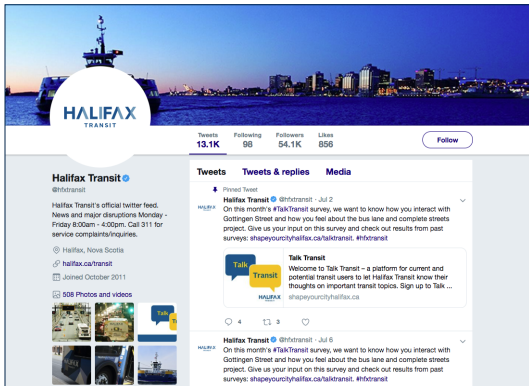 HALIFAX
TRANSIT
Tweets Following Followers Likes
13.1K 98 54.1K 856
Follow
Halifax Transit
@hfxtransit
Halifax Transit's official twitter feed.
News and major disruptions Monday -
Friday 8:00am - 4:00pm. Call 311 for
service complaints/inquiries.
Halifax, Nova Scotia
halifax.ca/transit
Joined October 2011
508 Photos and videos
Talk
Tweets Tweets & replies Media
Pinned Tweet
Halifax Transit @hfxtransit · Jul 2
On this month's #TalkTransit survey, we want to know how you interact with
Gottingen Street and how you feel about the bus lane and complete streets
project. Give us your input on this survey and check out results from past
surveys: shapeyourcityhalifax.ca/talktransit. #hfxtransit
Talk
Transit
HALIFAX
Talk Transit
Welcome to Talk Transit – a platform for current and
potential transit users to let Halifax Transit know their
thoughts on important transit topics. Sign up to Talk ...
shapeyourcityhalifax.ca
4 3
Halifax Transit @hfxtransit · Jul 6
On this month's #TalkTransit survey, we want to know how you interact with
Gottingen Street and how you feel about the bus lane and complete streets
project. Give us your input on this survey and check out results from past
surveys: shapeyourcityhalifax.ca/talktransit. #hfxtransit